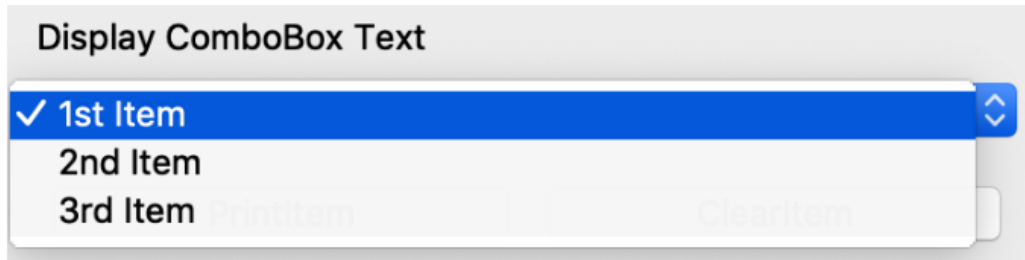 Display ComboBox Text
✓ 1st Item
2nd Item
3rd Item
PrintItem ClearItem